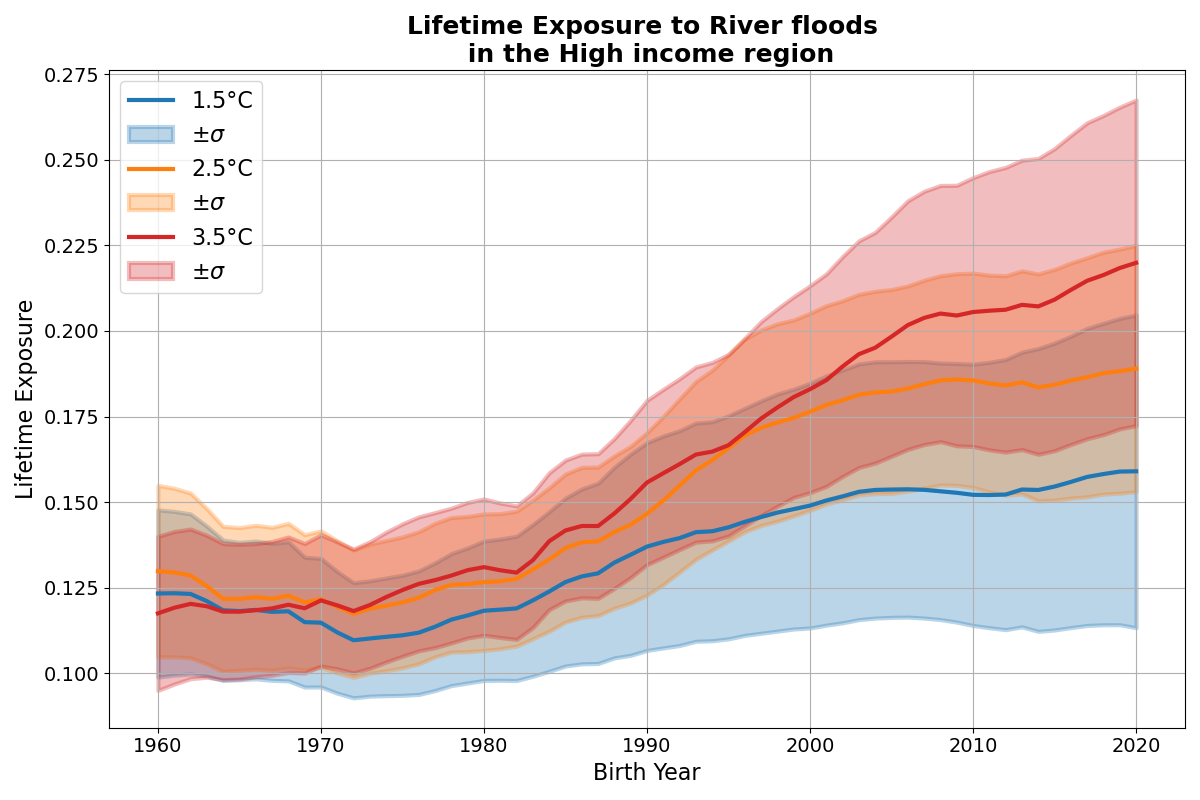 Lifetime Exposure to River floods
in the High income region
0.275
0.250
0.225
0.200
0.175
0.150
0.125
0.100
Lifetime Exposure
1.5°C
±σ
2.5°C
±σ
3.5°C
±σ
1960 1970 1980 1990 2000 2010 2020
Birth Year